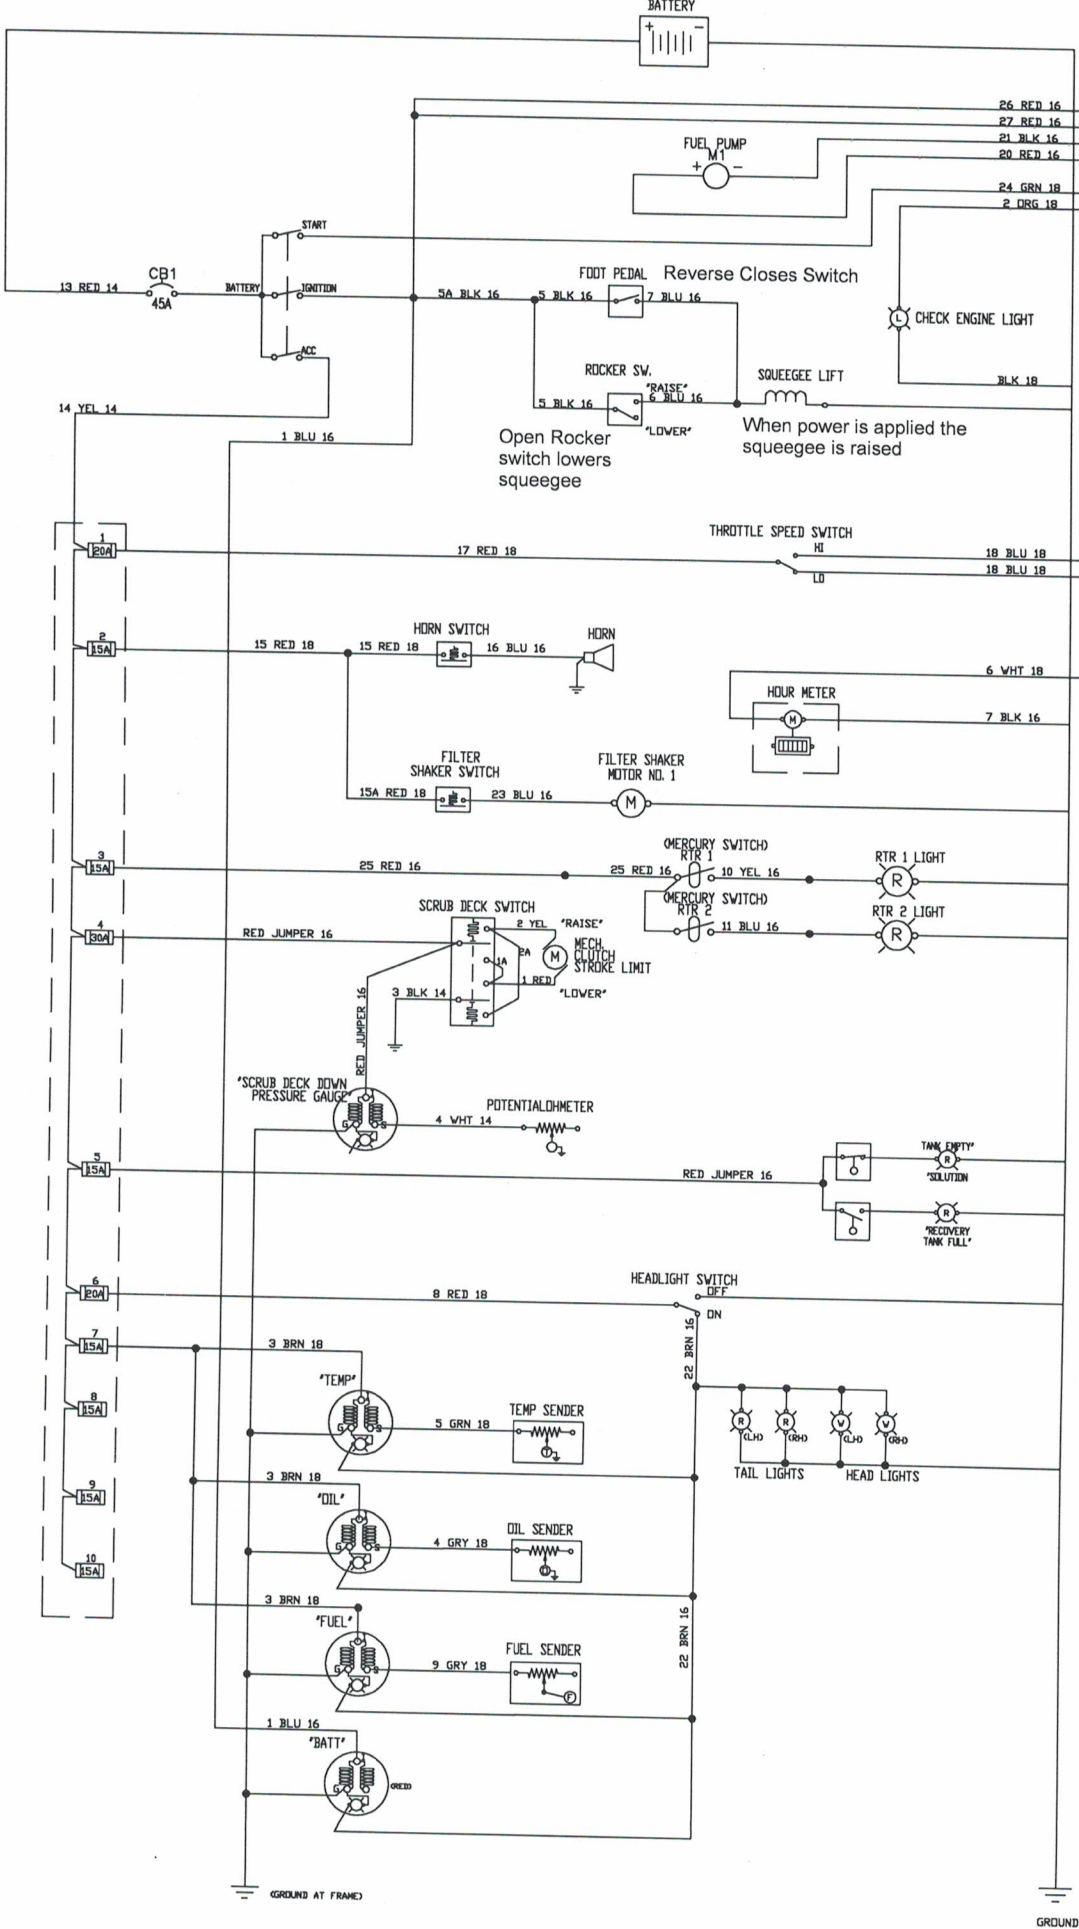 BATTERY
+ -
26 RED 16
27 RED 16
21 BLK 16
20 RED 16
FUEL PUMP
M1
+ -
24 GRN 18
2 ORG 18
START
CB1
45A
13 RED 14
BATTERY
IGNITION
ACC
5A BLK 16
5 BLK 16
FOOT PEDAL
Reverse Closes Switch
7 BLU 16
L
CHECK ENGINE LIGHT
BLK 18
ROCKER SW.
"RAISE"
6 BLU 16
5 BLK 16
"LOWER"
SQUEEGEE LIFT
14 YEL 14
1 BLU 16
Open Rocker
switch lowers
squeegee
When power is applied the
squeegee is raised
1
20A
17 RED 18
THROTTLE SPEED SWITCH
HI
LO
18 BLU 18
18 BLU 18
2
15A
15 RED 18
15 RED 18
HORN SWITCH
16 BLU 16
HORN
6 WHT 18
HOUR METER
M
7 BLK 16
FILTER
SHAKER SWITCH
15A RED 18
23 BLU 16
FILTER SHAKER
MOTOR NO. 1
M
3
15A
25 RED 16
25 RED 16
(MERCURY SWITCH)
RTR 1
10 YEL 16
RTR 1 LIGHT
R
(MERCURY SWITCH)
RTR 2
11 BLU 16
RTR 2 LIGHT
R
4
30A
RED JUMPER 16
SCRUB DECK SWITCH
2 YEL
"RAISE"
2A
1A
M
MECH.
CLUTCH
STROKE LIMIT
1 RED
"LOWER"
3 BLK 14
RED JUMPER 16
"SCRUB DECK DOWN
PRESSURE GAUGE"
I
G S
4 WHT 14
POTENTIALOHMETER
5
15A
RED JUMPER 16
TANK EMPTY"
R
"SOLUTION
R
"RECOVERY
TANK FULL"
6
20A
8 RED 18
HEADLIGHT SWITCH
OFF
ON
22 BRN 16
7
15A
3 BRN 18
"TEMP"
I
G S
5 GRN 18
TEMP SENDER
T
R
(LH)
R
(RH)
W
(LH)
W
(RH)
TAIL LIGHTS
HEAD LIGHTS
8
15A
9
15A
3 BRN 18
"OIL"
I
G S
4 GRY 18
OIL SENDER
O
10
15A
3 BRN 18
"FUEL"
I
G S
9 GRY 18
FUEL SENDER
F
22 BRN 16
1 BLU 16
"BATT"
I
G
(RED)
(GROUND AT FRAME)
GROUND